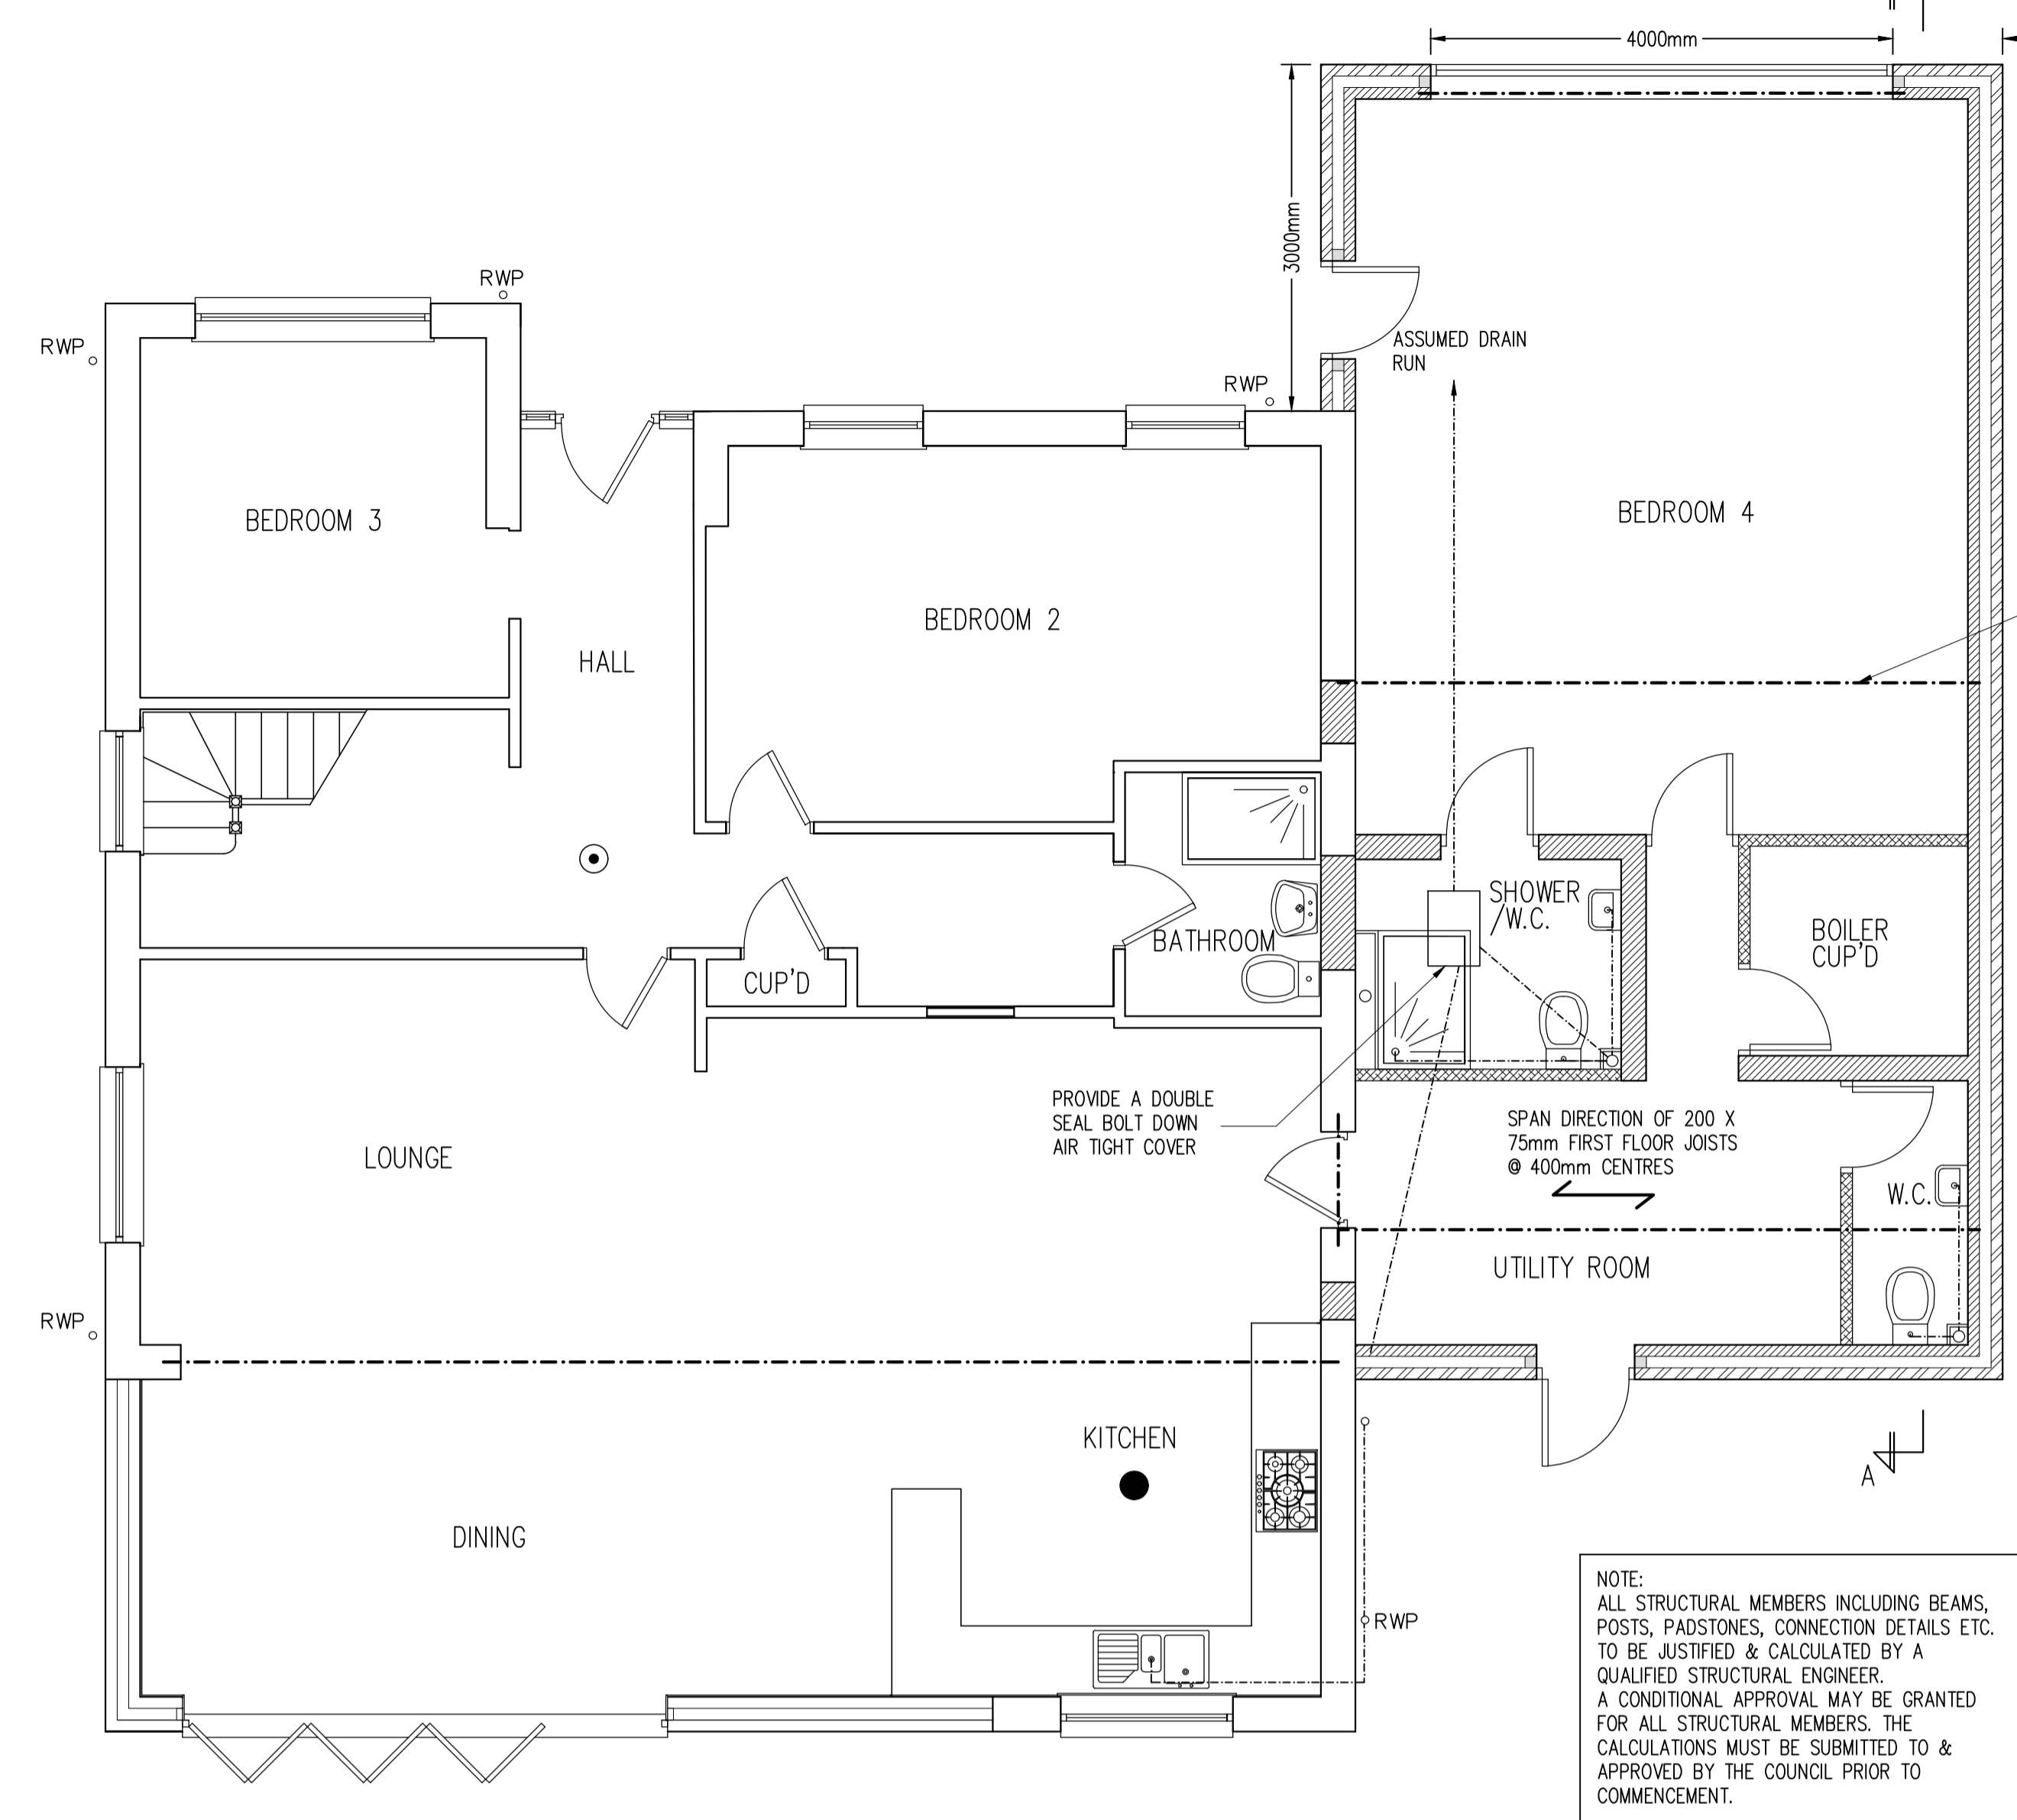 4000mm
3000mm
RWP
RWP
RWP
ASSUMED DRAIN
RUN
BEDROOM 3
BEDROOM 4
BEDROOM 2
HALL
SHOWER
/W.C.
BOILER
CUP'D
BATHROOM
CUP'D
PROVIDE A DOUBLE
SEAL BOLT DOWN
AIR TIGHT COVER
SPAN DIRECTION OF 200 X
75mm FIRST FLOOR JOISTS
@ 400mm CENTRES
LOUNGE
W.C.
UTILITY ROOM
RWP
KITCHEN
A
DINING
RWP
NOTE:
ALL STRUCTURAL MEMBERS INCLUDING BEAMS,
POSTS, PADSTONES, CONNECTION DETAILS ETC.
TO BE JUSTIFIED & CALCULATED BY A
QUALIFIED STRUCTURAL ENGINEER.
A CONDITIONAL APPROVAL MAY BE GRANTED
FOR ALL STRUCTURAL MEMBERS. THE
CALCULATIONS MUST BE SUBMITTED TO &
APPROVED BY THE COUNCIL PRIOR TO
COMMENCEMENT.